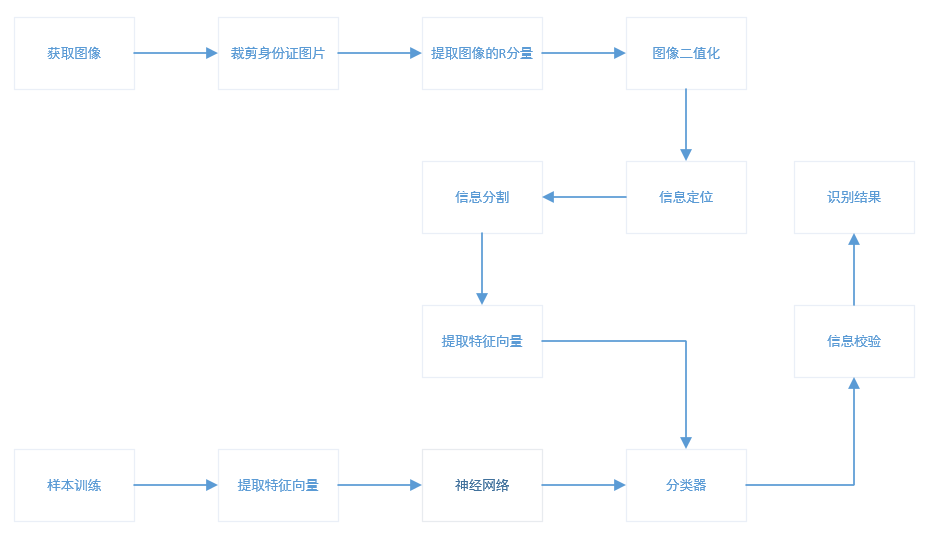 获取图像
裁剪身份证图片
提取图像的R分量
图像二值化
信息分割
信息定位
识别结果
提取特征向量
信息校验
样本训练
提取特征向量
神经网络
分类器